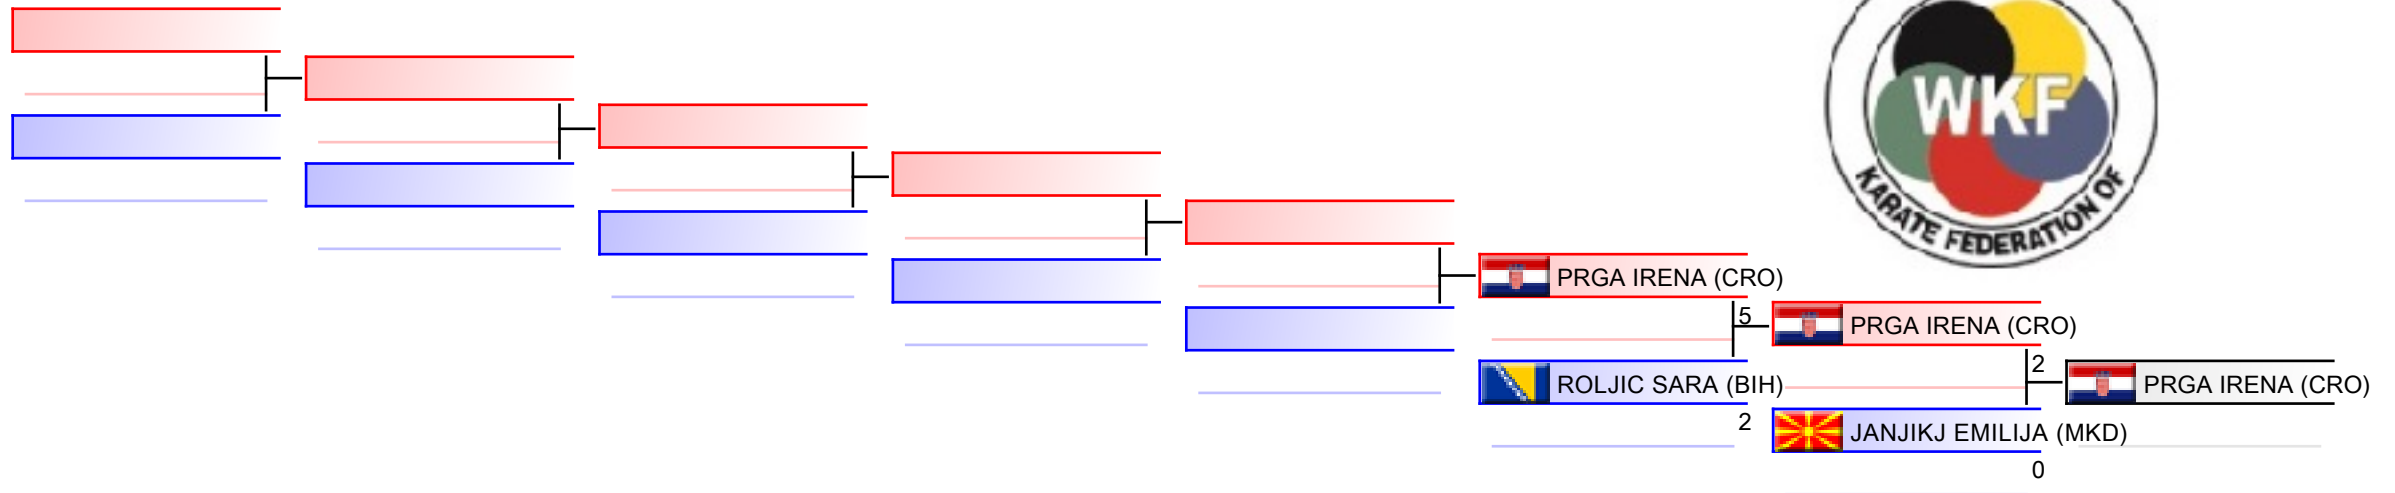 WKF
KARATE FEDERATION OF
PRGA IRENA (CRO)
5
PRGA IRENA (CRO)
2
ROLJIC SARA (BIH)
PRGA IRENA (CRO)
2
JANJIKJ EMILIJA (MKD)
0